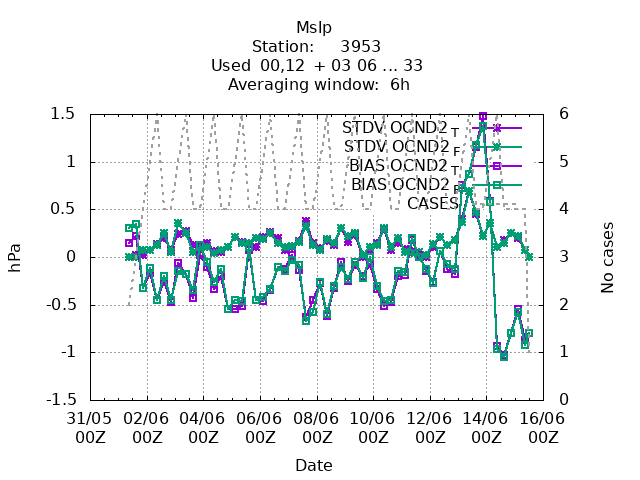 Mslp
Station:     3953
Used  00,12  + 03 06 ... 33
Averaging window:  6h
1.5
1
0.5
0
-0.5
-1
-1.5
hPa
6
5
4
3
2
1
0
No cases
STDV OCND2 T
STDV OCND2 F
BIAS OCND2 T
BIAS OCND2 F
CASES
31/05 02/06 04/06 06/06 08/06 10/06 12/06 14/06 16/06
00Z 00Z 00Z 00Z 00Z 00Z 00Z 00Z 00Z
Date